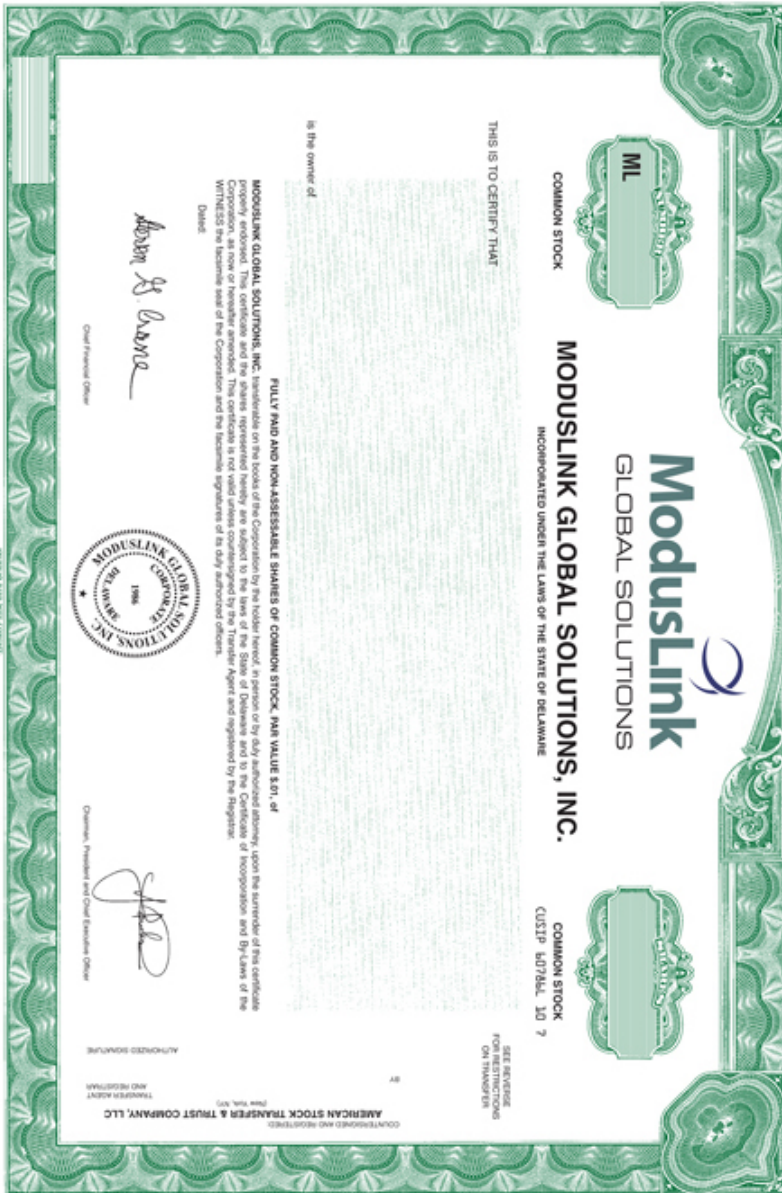 ModusLink
GLOBAL SOLUTIONS
ML
NUMBER
SHARES
COMMON STOCK
COMMON STOCK
CUSIP 60786L 10 7
MODUSLINK GLOBAL SOLUTIONS, INC.
INCORPORATED UNDER THE LAWS OF THE STATE OF DELAWARE
SEE REVERSE
FOR RESTRICTIONS
ON TRANSFER
THIS IS TO CERTIFY THAT
is the owner of
FULLY PAID AND NON-ASSESSABLE SHARES OF COMMON STOCK, PAR VALUE $.01, of
MODUSLINK GLOBAL SOLUTIONS, INC. transferable on the books of the Corporation by the holder hereof, in person or by duly authorized attorney, upon the surrender of this certificate
properly endorsed. This certificate and the shares represented hereby are subject to the laws of the State of Delaware and to the Certificate of Incorporation and By-Laws of the
Corporation, as now or hereafter amended. This certificate is not valid unless countersigned by the Transfer Agent and registered by the Registrar.
WITNESS the facsimile seal of the Corporation and the facsimile signatures of its duly authorized officers.
Dated:
Steven G. Crane
Chief Financial Officer
MODUSLINK GLOBAL SOLUTIONS, INC.
CORPORATE
1986
DELAWARE
Chairman, President and Chief Executive Officer
COUNTERSIGNED AND REGISTERED:
AMERICAN STOCK TRANSFER & TRUST COMPANY, LLC
(New York, NY)
TRANSFER AGENT
AND REGISTRAR
BY
AUTHORIZED SIGNATURE